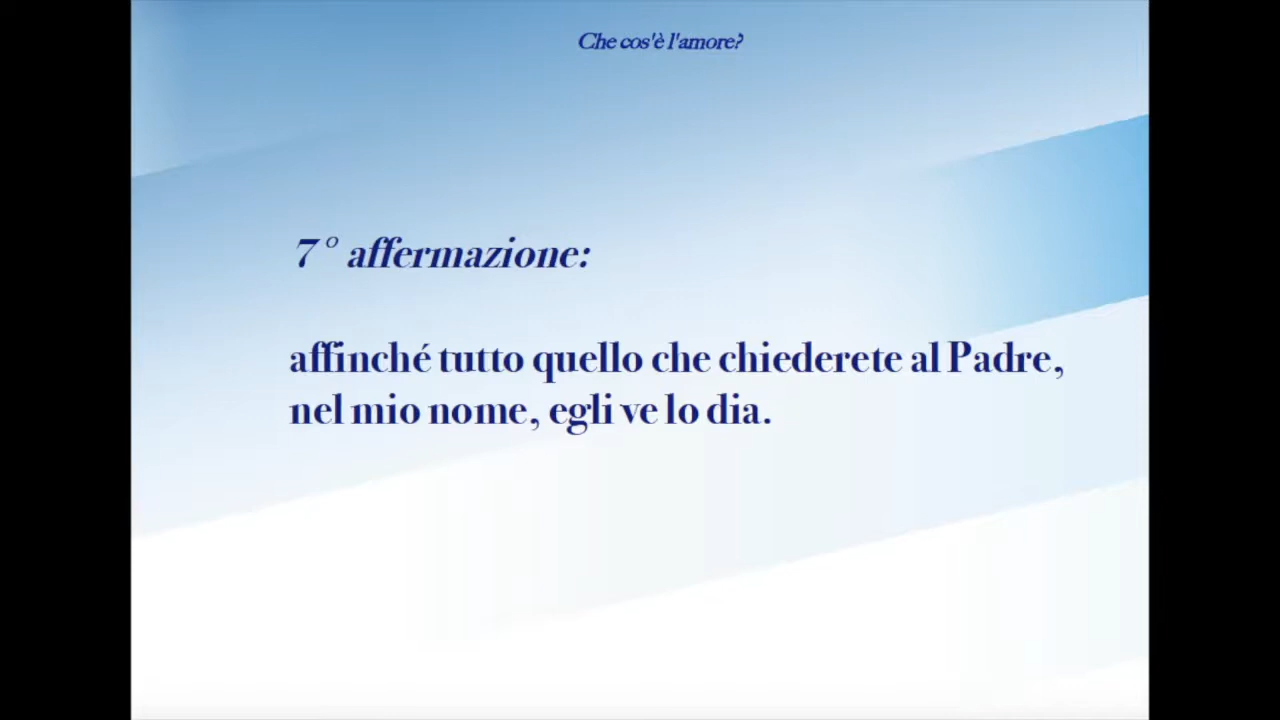 Che cos'è l'amore?
7° affermazione:
affinché tutto quello che chiederete al Padre,
nel mio nome, egli ve lo dia.